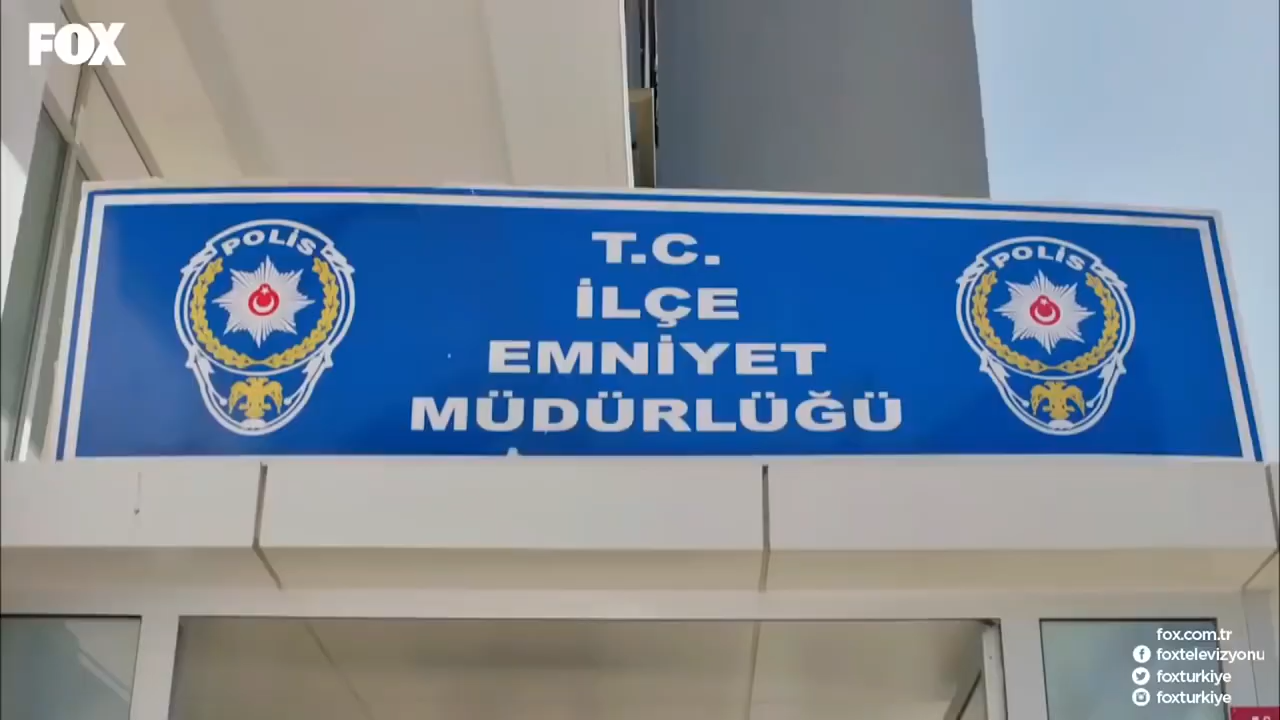 FOX
POLİS
T.C.
İLÇE
EMNİYET
MÜDÜRLÜĞÜ
POLİS
fox.com.tr
foxtelevizyonu
foxturkiye
foxturkiye